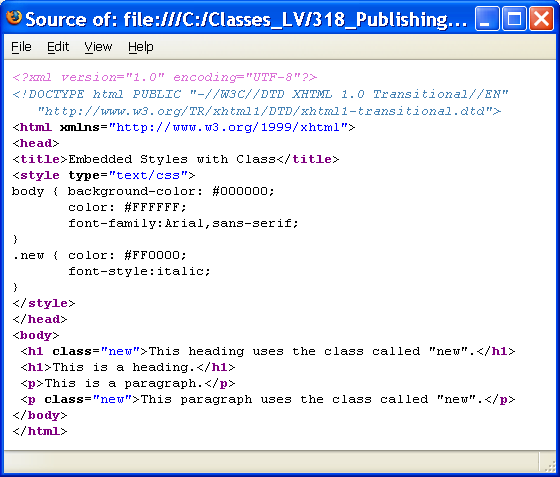 Source of: file:///C:/Classes_LV/318_Publishing...
File Edit View Help
<?xml version="1.0" encoding="UTF-8"?>
<!DOCTYPE html PUBLIC "-//W3C//DTD XHTML 1.0 Transitional//EN"
   "http://www.w3.org/TR/xhtml1/DTD/xhtml1-transitional.dtd">
<html xmlns="http://www.w3.org/1999/xhtml">
<head>
<title>Embedded Styles with Class</title>
<style type="text/css">
body { background-color: #000000;
       color: #FFFFFF;
       font-family:Arial,sans-serif;
}
.new { color: #FF0000;
       font-style:italic;
}
</style>
</head>
<body>
 <h1 class="new">This heading uses the class called "new".</h1>
 <h1>This is a heading.</h1>
 <p>This is a paragraph.</p>
 <p class="new">This paragraph uses the class called "new".</p>
</body>
</html>